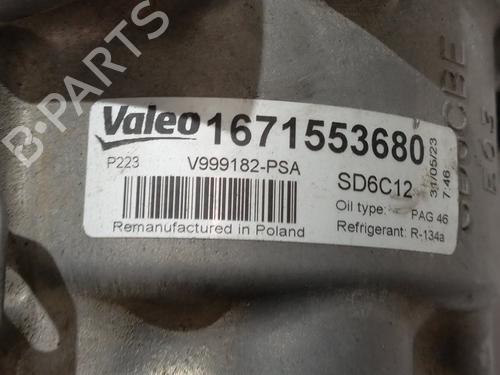 Valeo 1671553680
P223 V999182-PSA SD6C12
31/05/23
7:46
Oil type: PAG 46
Remanufactured in Poland Refrigerant: R-134a